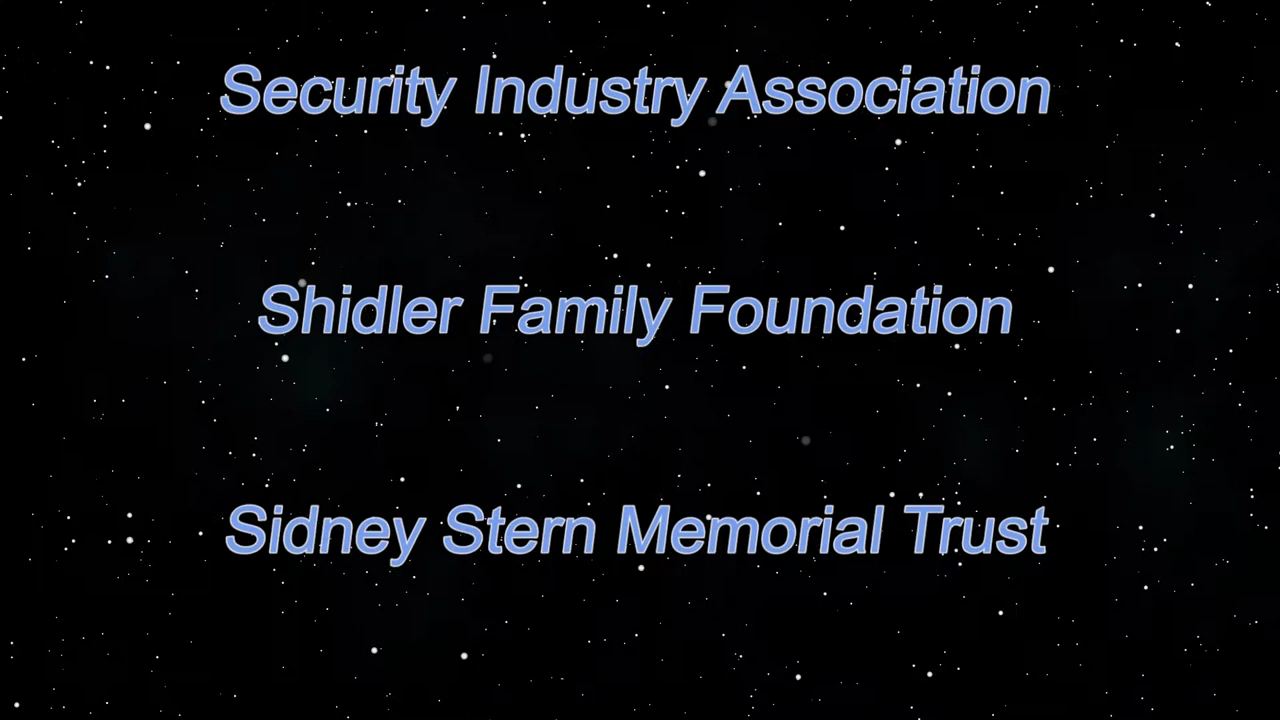 Security Industry Association
Shidler Family Foundation
Sidney Stern Memorial Trust